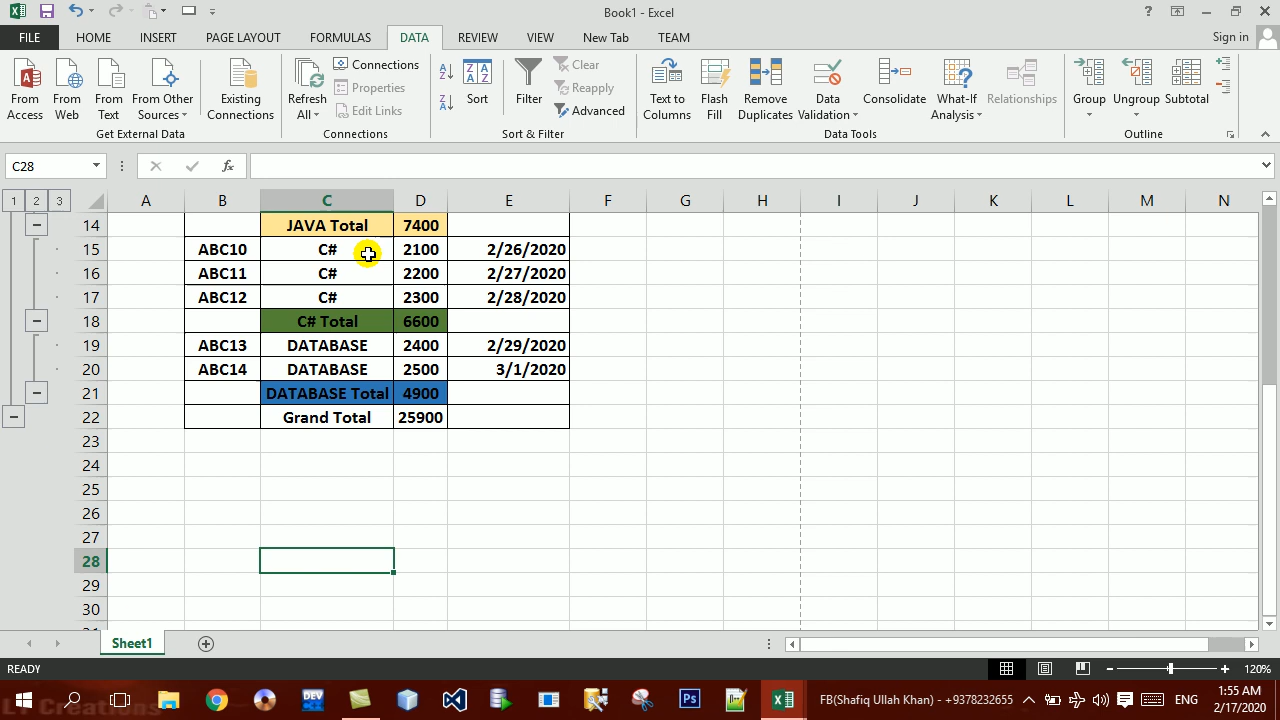 Book1 - Excel
FILE HOME INSERT PAGE LAYOUT FORMULAS DATA REVIEW VIEW New Tab TEAM Sign in
From Access
From Web
From Text
From Other Sources
Get External Data
Existing Connections
Refresh All
Connections
Properties
Edit Links
Connections
Sort
Filter
Clear
Reapply
Advanced
Sort & Filter
Text to Columns
Flash Fill
Remove Duplicates
Data Validation
Consolidate
What-If Analysis
Relationships
Data Tools
Group
Ungroup
Subtotal
Outline
C28 fx
1 2 3 A B C D E F G H I J K L M N
14 JAVA Total 7400
15 ABC10 C# 2100 2/26/2020
16 ABC11 C# 2200 2/27/2020
17 ABC12 C# 2300 2/28/2020
18 C# Total 6600
19 ABC13 DATABASE 2400 2/29/2020
20 ABC14 DATABASE 2500 3/1/2020
21 DATABASE Total 4900
22 Grand Total 25900
23
24
25
26
27
28
29
30
Sheet1
READY 120%
FB(Shafiq Ullah Khan) - +9378232655 ENG 1:55 AM
2/17/2020
LT Creations